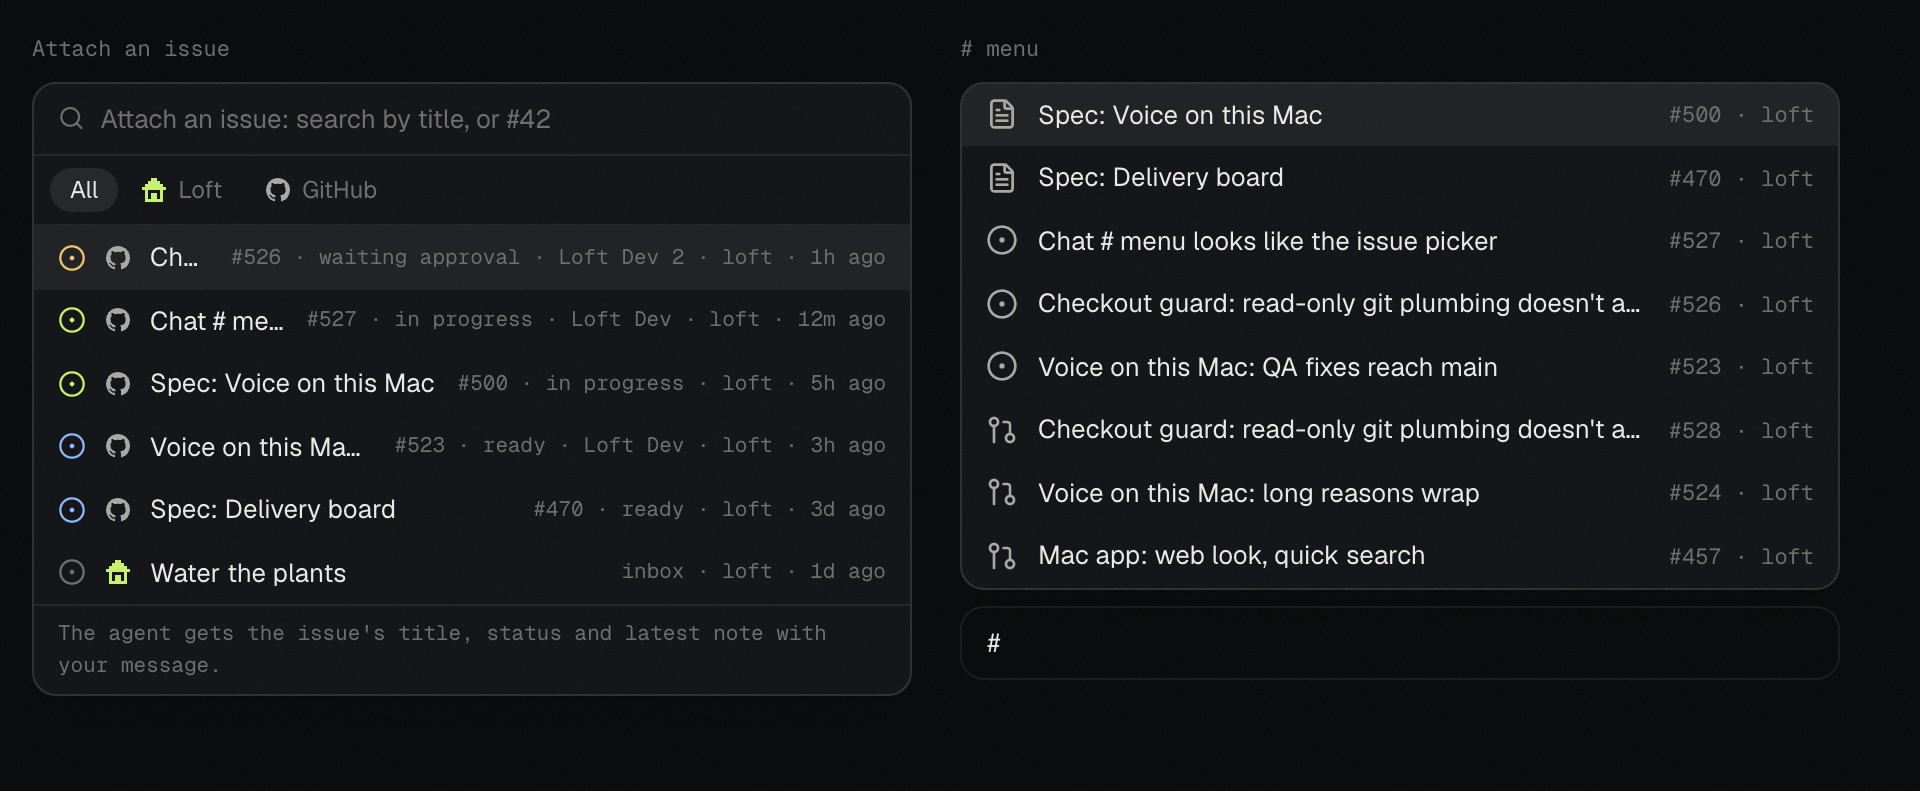 Attach an issue
Attach an issue: search by title, or #42
All Loft GitHub
Ch... #526 · waiting approval · Loft Dev 2 · loft · 1h ago
Chat # me... #527 · in progress · Loft Dev · loft · 12m ago
Spec: Voice on this Mac #500 · in progress · loft · 5h ago
Voice on this Ma... #523 · ready · Loft Dev · loft · 3h ago
Spec: Delivery board #470 · ready · loft · 3d ago
Water the plants inbox · loft · 1d ago
The agent gets the issue's title, status and latest note with
your message.
# menu
Spec: Voice on this Mac #500 · loft
Spec: Delivery board #470 · loft
Chat # menu looks like the issue picker #527 · loft
Checkout guard: read-only git plumbing doesn't a... #526 · loft
Voice on this Mac: QA fixes reach main #523 · loft
Checkout guard: read-only git plumbing doesn't a... #528 · loft
Voice on this Mac: long reasons wrap #524 · loft
Mac app: web look, quick search #457 · loft
#